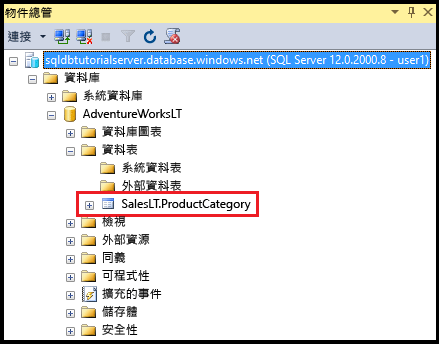 物件總管
連接
sqldbtutorialserver.database.windows.net (SQL Server 12.0.2000.8 - user1)
資料庫
系統資料庫
AdventureWorksLT
資料庫圖表
資料表
系統資料表
外部資料表
SalesLT.ProductCategory
檢視
外部資源
同義
可程式性
擴充的事件
儲存體
安全性